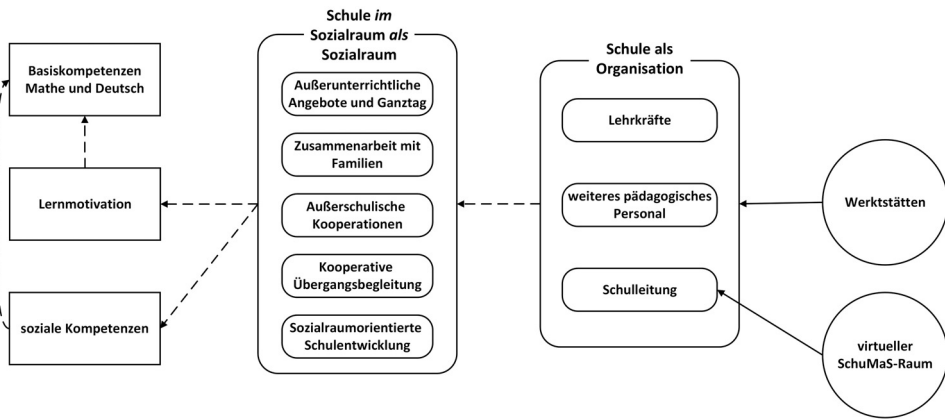 Basiskompetenzen
Mathe und Deutsch
Lernmotivation
soziale Kompetenzen
Schule im
Sozialraum als
Sozialraum
Außerunterrichtliche
Angebote und Ganztag
Zusammenarbeit mit
Familien
Außerschulische
Kooperationen
Kooperative
Übergangsbegleitung
Sozialraumorientierte
Schulentwicklung
Schule als
Organisation
Lehrkräfte
weiteres pädagogisches
Personal
Schulleitung
Werktstätten
virtueller
SchuMaS-Raum